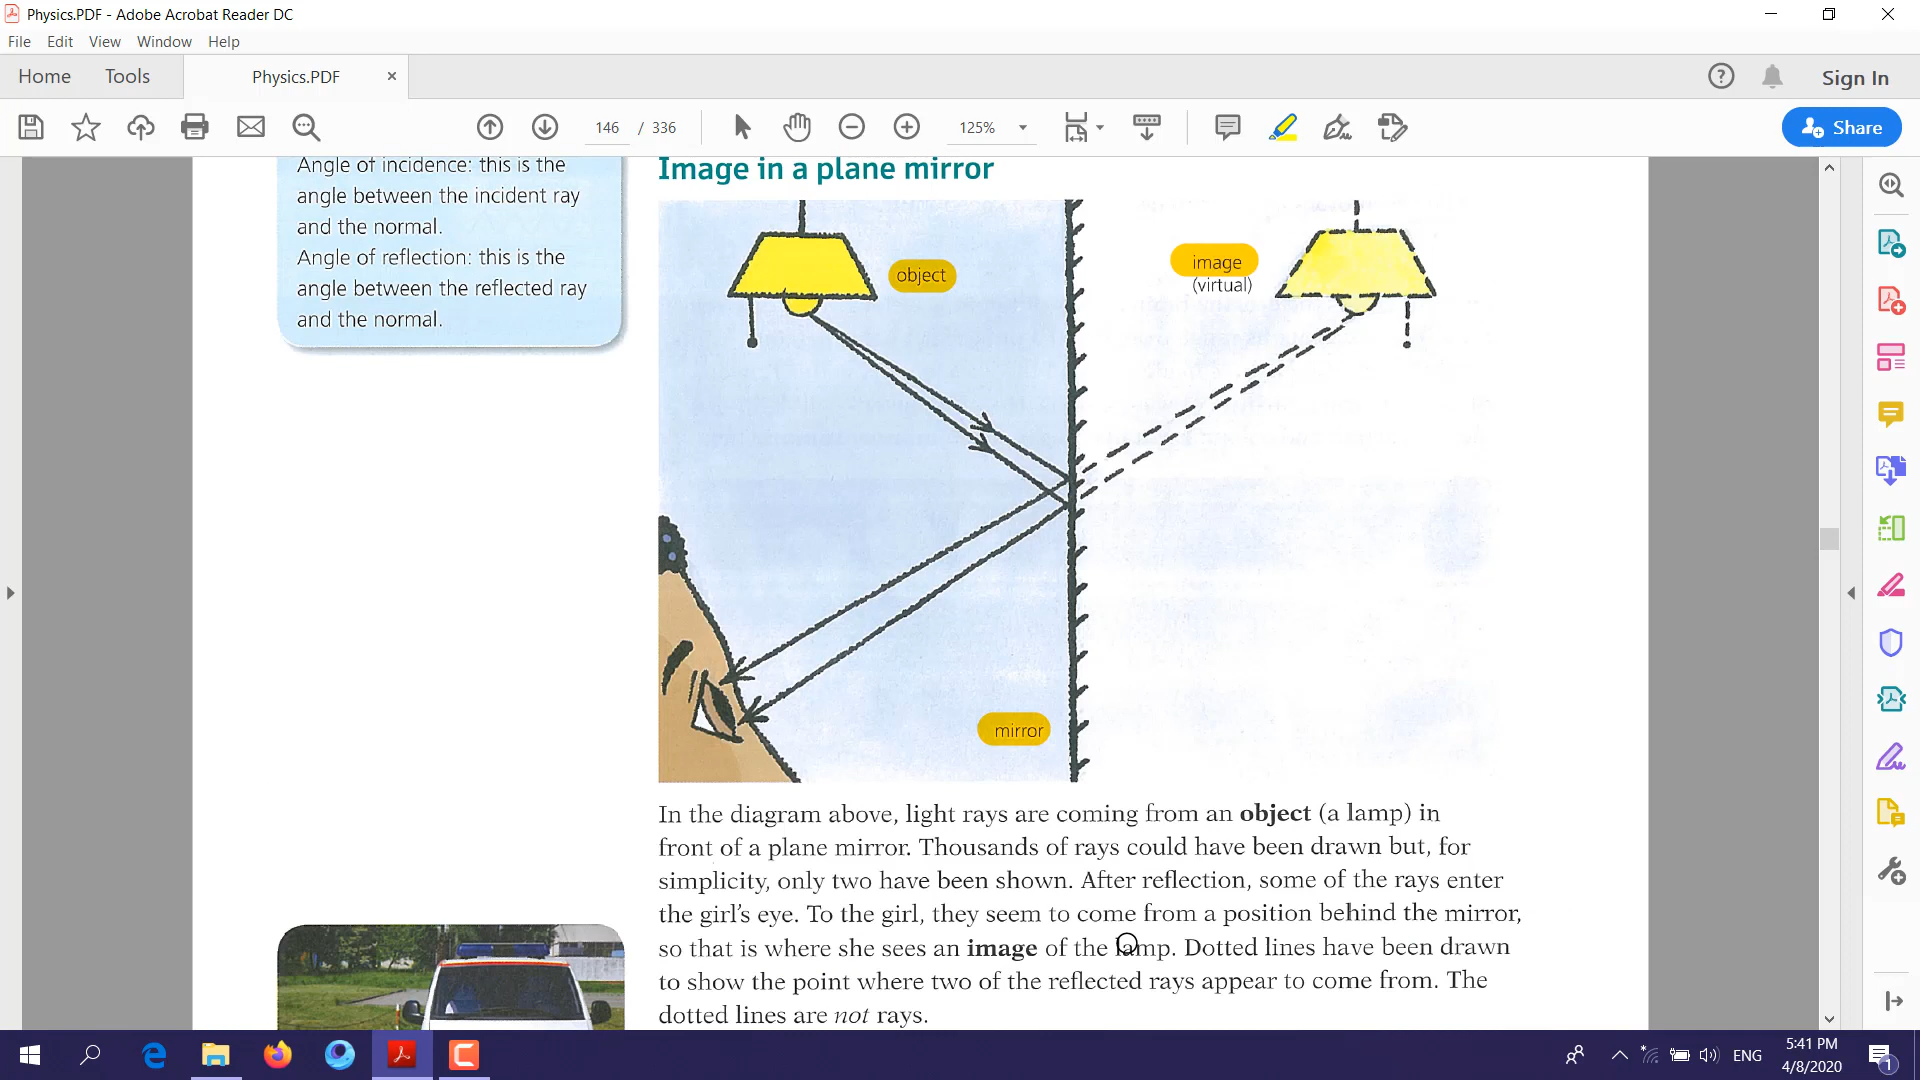 Physics.PDF - Adobe Acrobat Reader DC
File Edit View Window Help
Home Tools Physics.PDF × ? Sign In
146 / 336 125% Share
Angle of incidence: this is the
angle between the incident ray
and the normal.
Angle of reflection: this is the
angle between the reflected ray
and the normal.
Image in a plane mirror
object
image
(virtual)
mirror
In the diagram above, light rays are coming from an object (a lamp) in
front of a plane mirror. Thousands of rays could have been drawn but, for
simplicity, only two have been shown. After reflection, some of the rays enter
the girl's eye. To the girl, they seem to come from a position behind the mirror,
so that is where she sees an image of the lamp. Dotted lines have been drawn
to show the point where two of the reflected rays appear to come from. The
dotted lines are not rays.
ENG
5:41 PM
4/8/2020
1